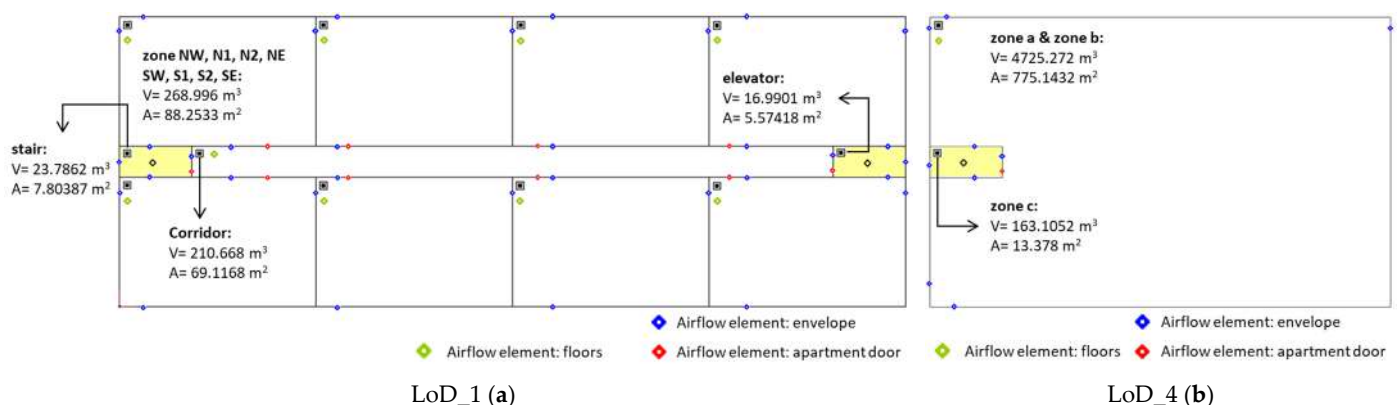 zone NW, N1, N2, NE
SW, S1, S2, SE:
V= 268.996 m³
A= 88.2533 m²
elevator:
V= 16.9901 m³
A= 5.57418 m²
stair:
V= 23.7862 m³
A= 7.80387 m²
Corridor:
V= 210.668 m³
A= 69.1168 m²
Airflow element: envelope
Airflow element: floors
Airflow element: apartment door
LoD_1 (a)
zone a & zone b:
V= 4725.272 m³
A= 775.1432 m²
zone c:
V= 163.1052 m³
A= 13.378 m²
Airflow element: envelope
Airflow element: floors
Airflow element: apartment door
LoD_4 (b)